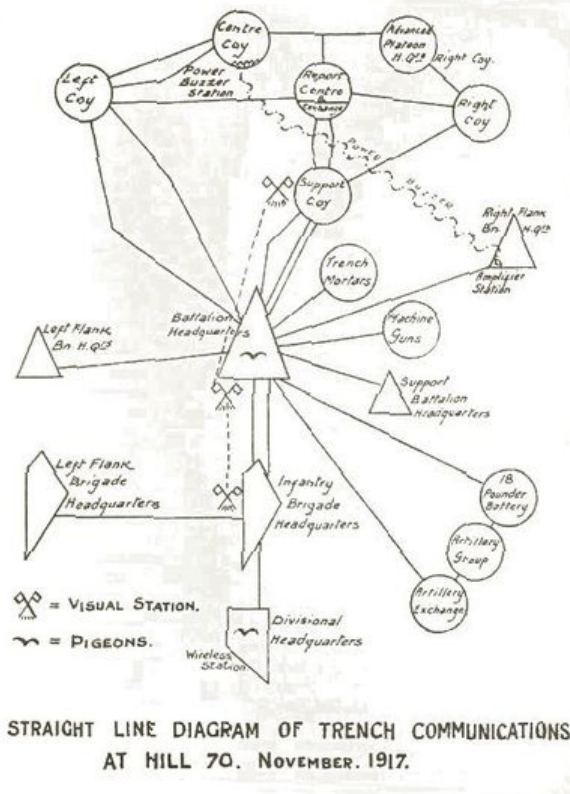 Centre
Coy
Advanced
Platoon
H.Qrs
Right Coy.
Left
Coy
Power
Buzzer
Station
Report
Centre
&
Exchange
Right
Coy
POWER BUZZER
Support
Coy
Right Flank
Bn H.Qrs
Amplifier
Station
Trench
Mortars
Battalion
Headquarters
Machine
Guns
Left Flank
Bn. H.Qrs
Support
Battalion
Headquarters
Left Flank
Brigade
Headquarters
Infantry
Brigade
Headquarters
18
Pounder
Battery
Artillery
Group
Artillery
Exchange
= VISUAL STATION.
= PIGEONS.
Divisional
Headquarters
Wireless
Station
STRAIGHT LINE DIAGRAM OF TRENCH COMMUNICATIONS
AT HILL 70. NOVEMBER. 1917.